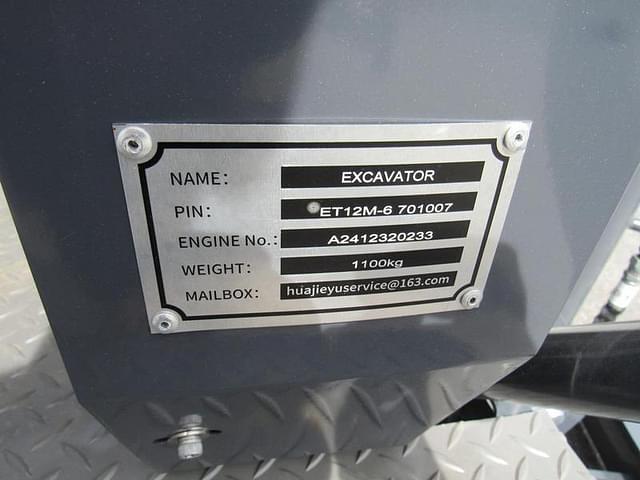 NAME: EXCAVATOR
PIN: ET12M-6 701007
ENGINE No.: A2412320233
WEIGHT: 1100kg
MAILBOX: huajieyuservice@163.com